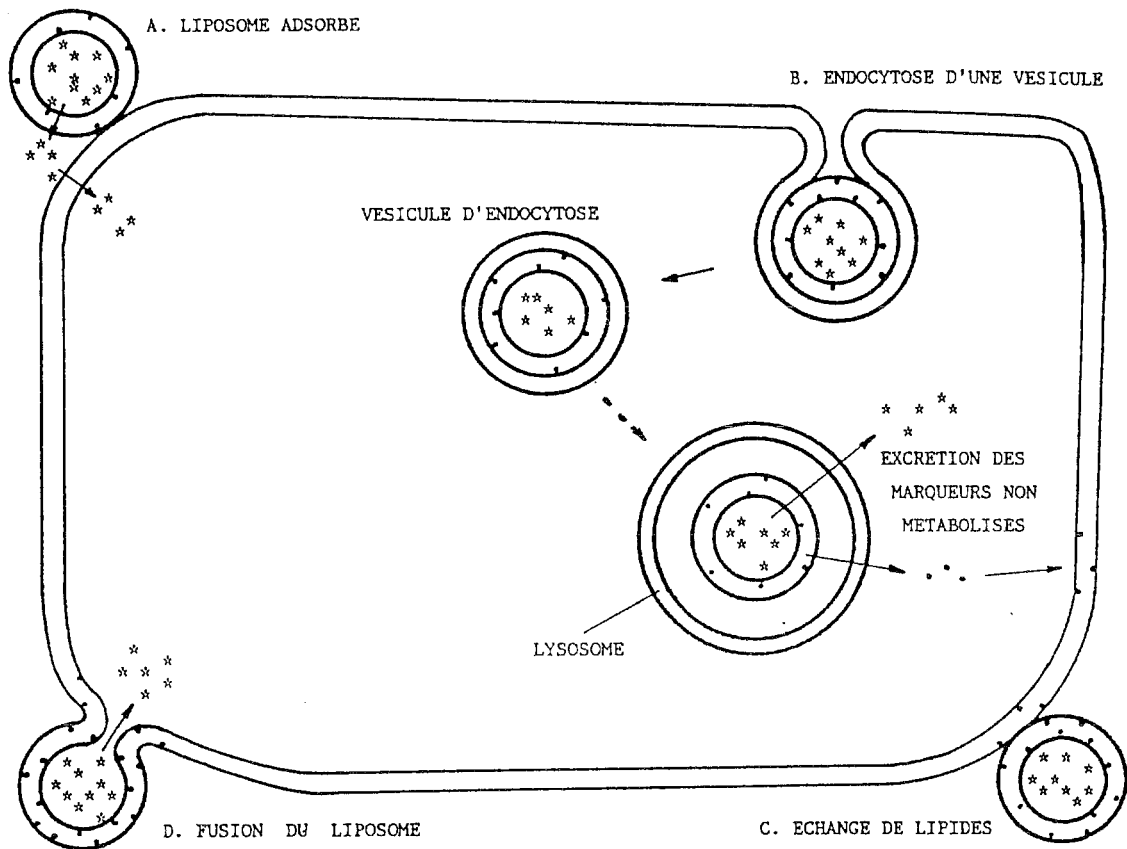 A. LIPOSOME ADSORBE
B. ENDOCYTOSE D'UNE VESICULE
VESICULE D'ENDOCYTOSE
EXCRETION DES
MARQUEURS NON
METABOLISES
LYSOSOME
D. FUSION DU LIPOSOME
C. ECHANGE DE LIPIDES